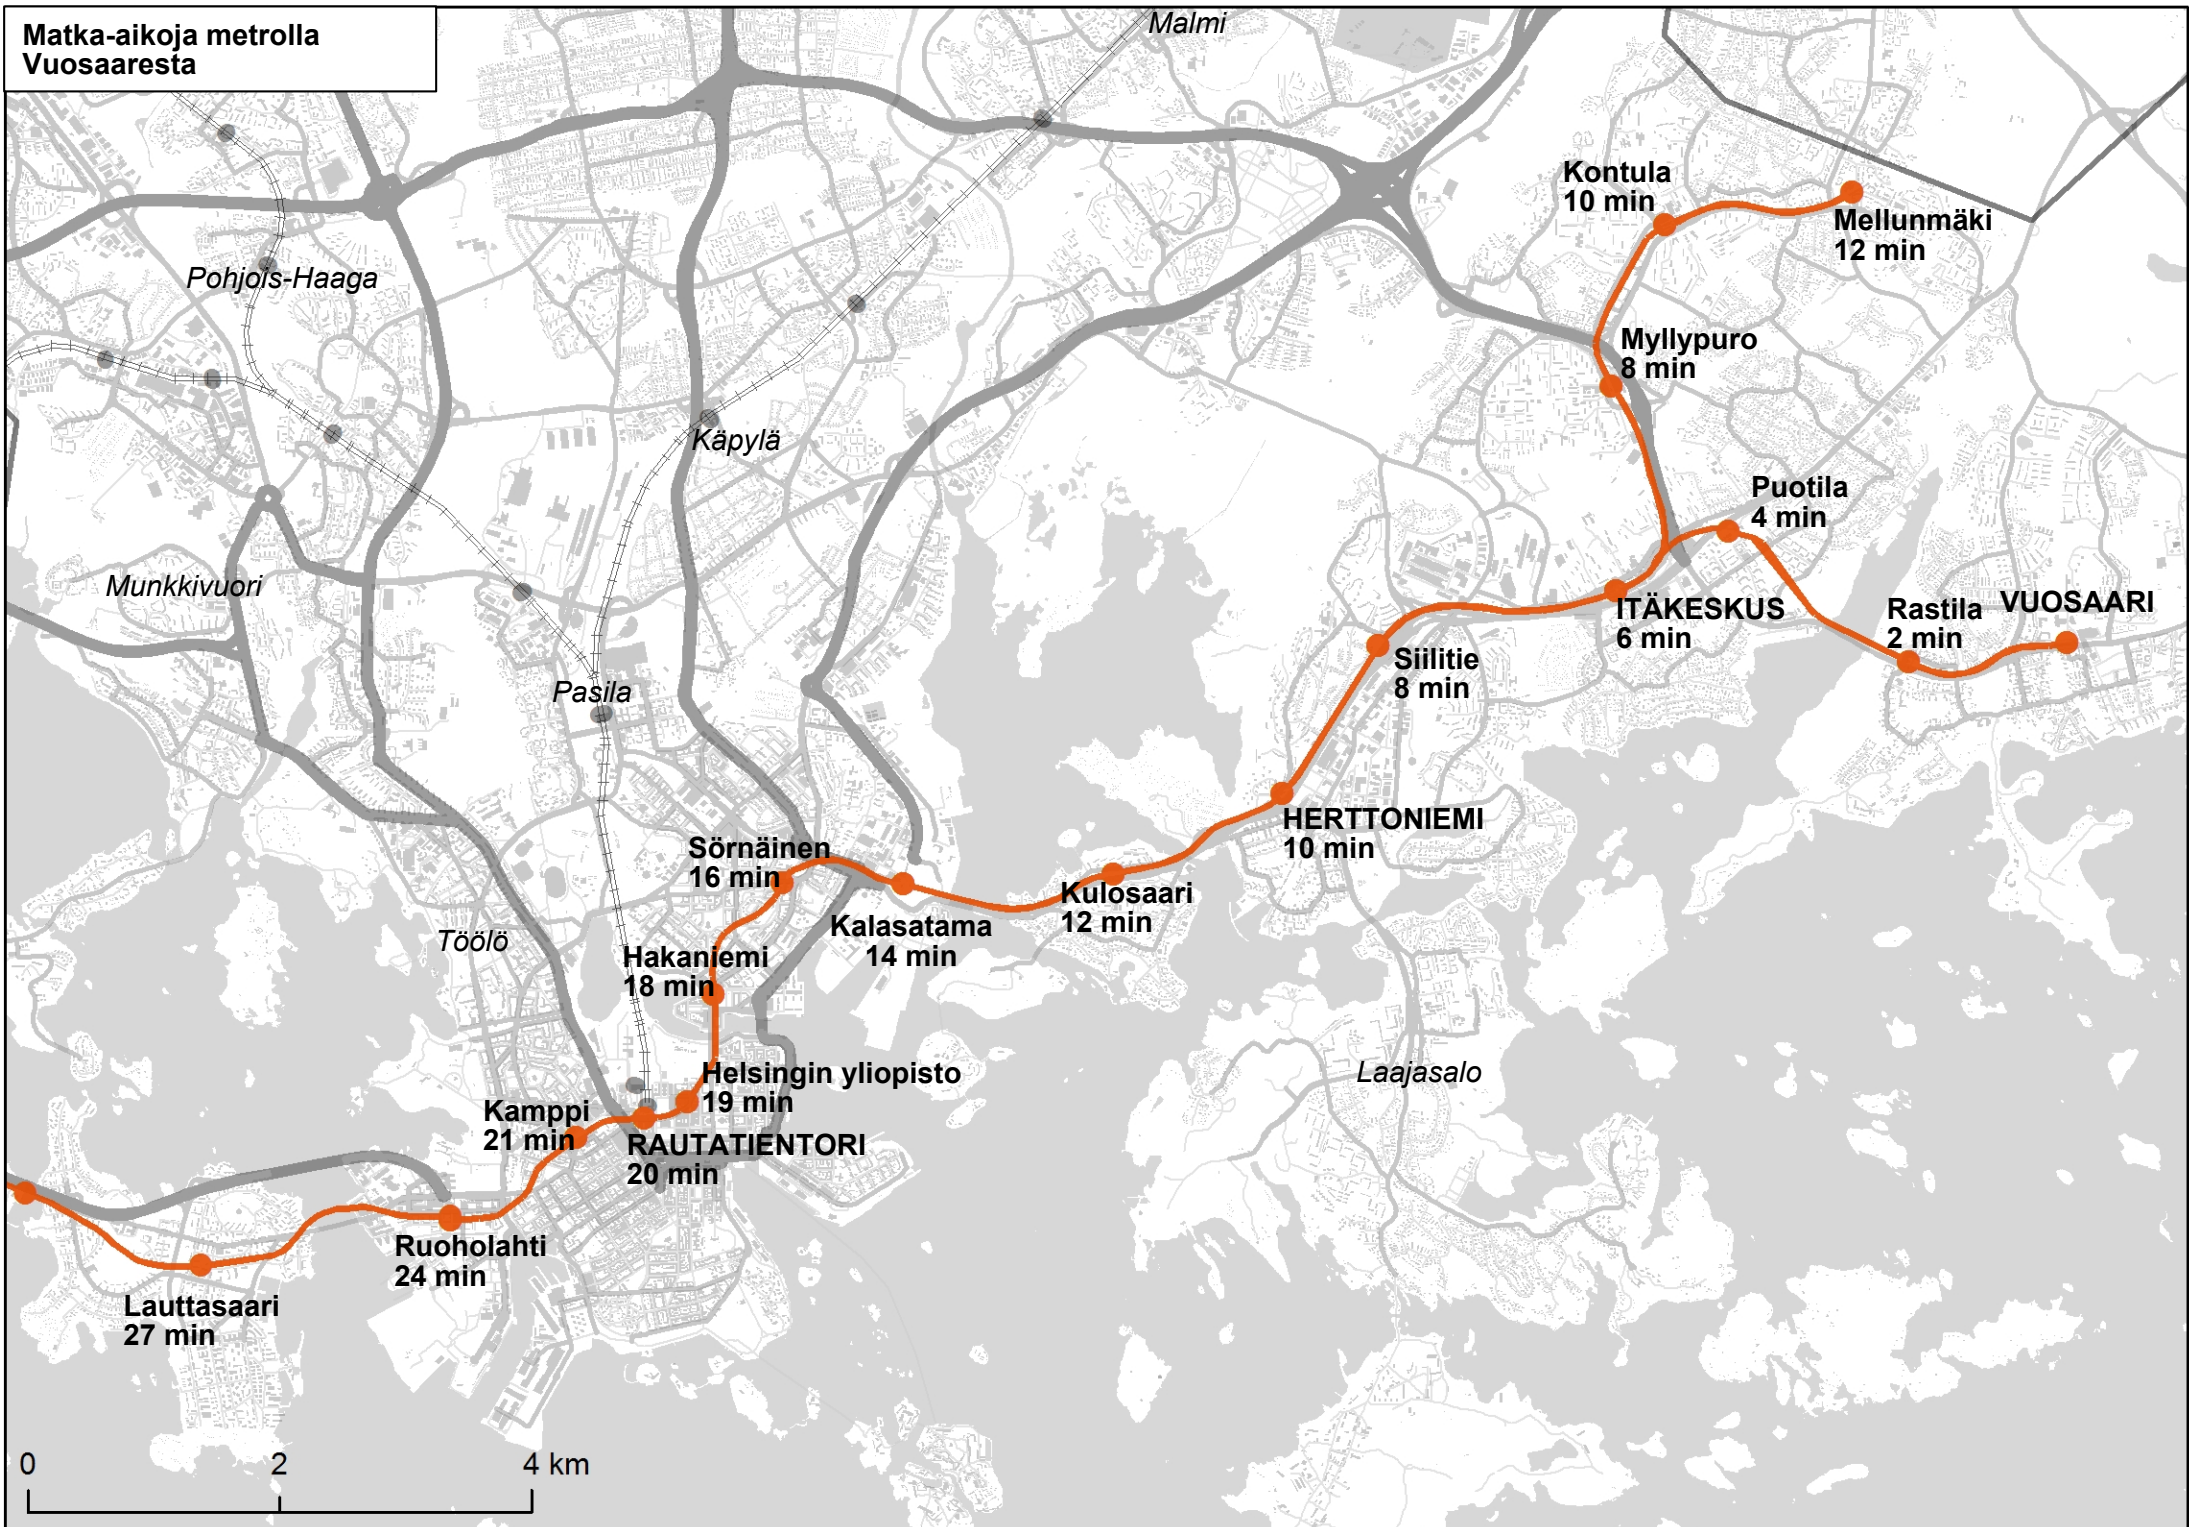 Matka-aikoja metrolla
Vuosaaresta
Malmi
Kontula
10 min
Mellunmäki
12 min
Pohjois-Haaga
Myllypuro
8 min
Käpylä
Puotila
4 min
Munkkivuori
ITÄKESKUS
6 min
Rastila
2 min
VUOSAARI
Siilitie
8 min
Pasila
HERTTONIEMI
10 min
Sörnäinen
16 min
Kulosaari
12 min
Kalasatama
14 min
Töölö
Hakaniemi
18 min
Helsingin yliopisto
19 min
Laajasalo
Kamppi
21 min
RAUTATIENTORI
20 min
Ruoholahti
24 min
Lauttasaari
27 min
0 2 4 km